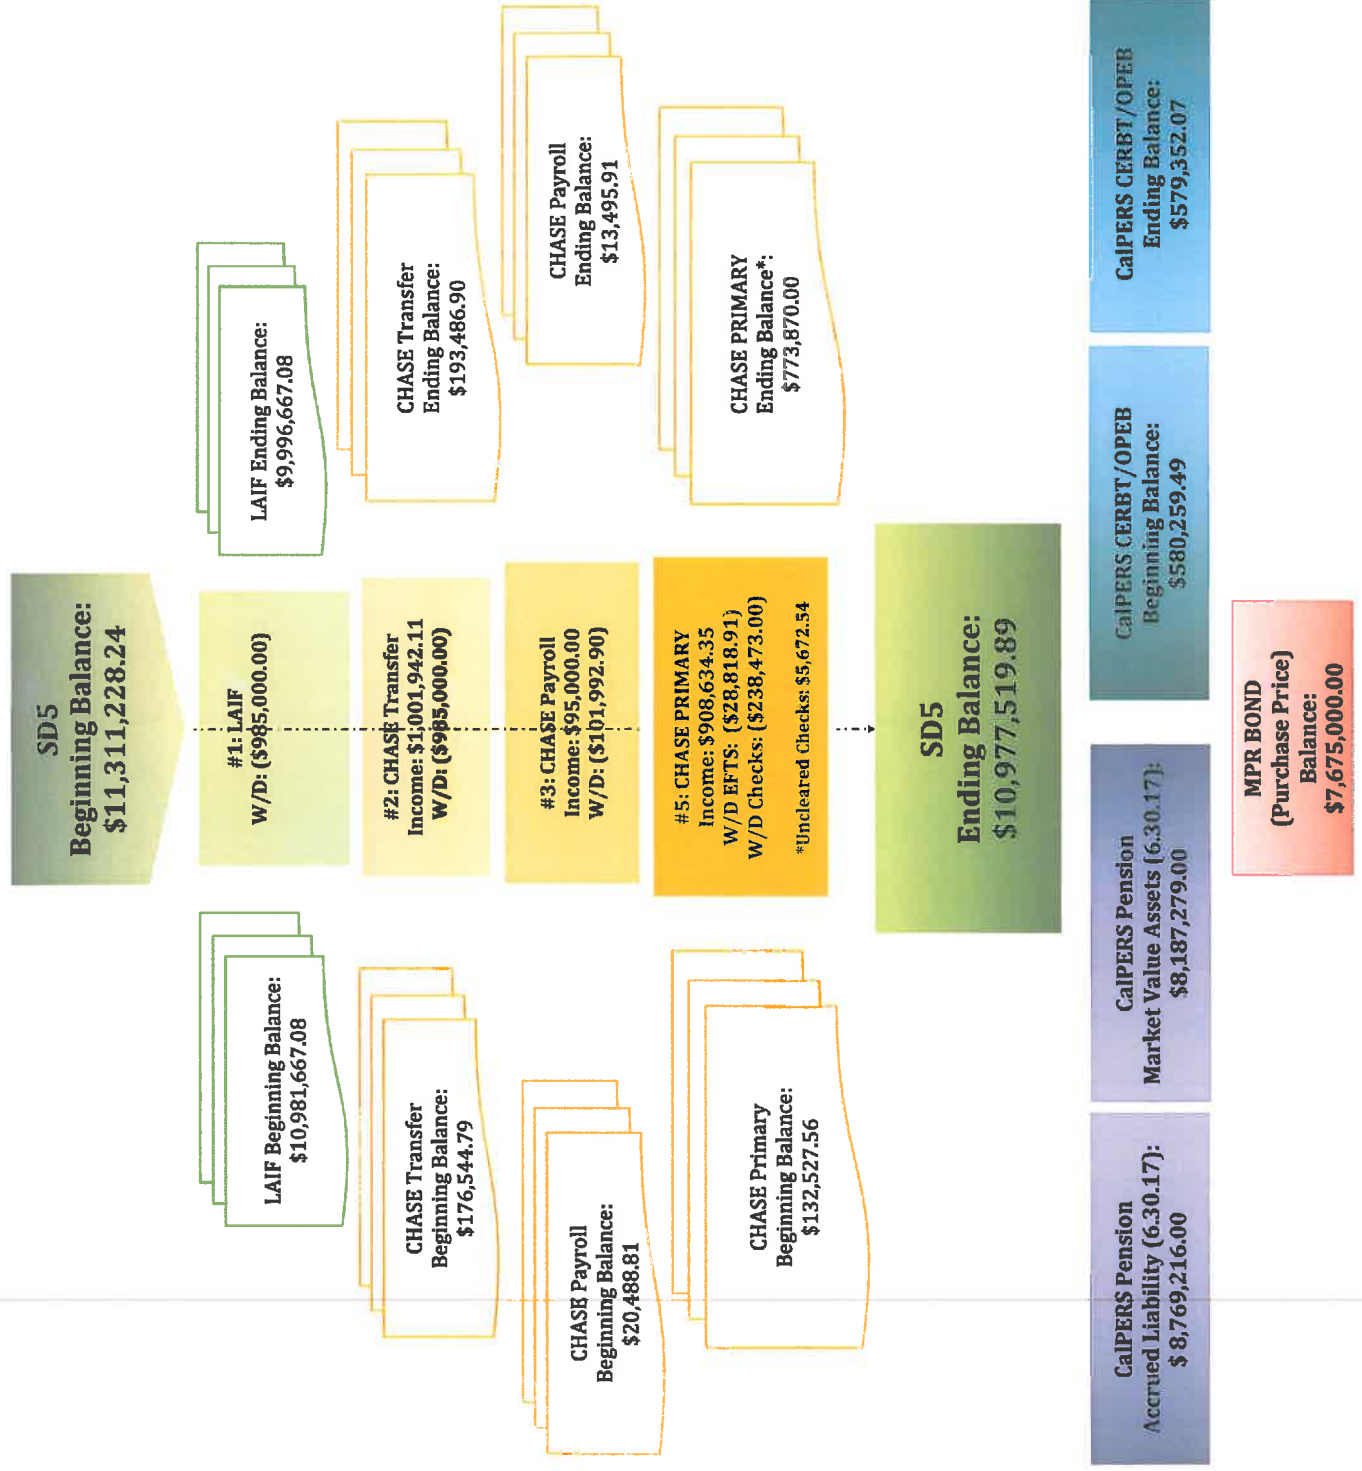 SD5
Beginning Balance:
$11,311,228.24
LAIF Beginning Balance:
$10,981,667.08
#1: LAIF
W/D: ($985,000.00)
LAIF Ending Balance:
$9,996,667.08
CHASE Transfer
Beginning Balance:
$176,544.79
#2: CHASE Transfer
Income: $1,001,942.11
W/D: ($985,000.00)
CHASE Transfer
Ending Balance:
$193,486.90
CHASE Payroll
Beginning Balance:
$20,488.81
#3: CHASE Payroll
Income: $95,000.00
W/D: ($101,992.90)
CHASE Payroll
Ending Balance:
$13,495.91
CHASE Primary
Beginning Balance:
$132,527.56
#5: CHASE PRIMARY
Income: $908,634.35
W/D EFTS: ($28,818.91)
W/D Checks: ($238,473.00)
*Uncleared Checks: $5,672.54
CHASE PRIMARY
Ending Balance*:
$773,870.00
SD5
Ending Balance:
$10,977,519.89
CalPERS Pension
Accrued Liability (6.30.17):
$ 8,769,216.00
CalPERS Pension
Market Value Assets (6.30.17):
$8,187,279.00
CalPERS CERBT/OPEB
Beginning Balance:
$580,259.49
CalPERS CERBT/OPEB
Ending Balance:
$579,352.07
MPR BOND
(Purchase Price)
Balance:
$7,675,000.00